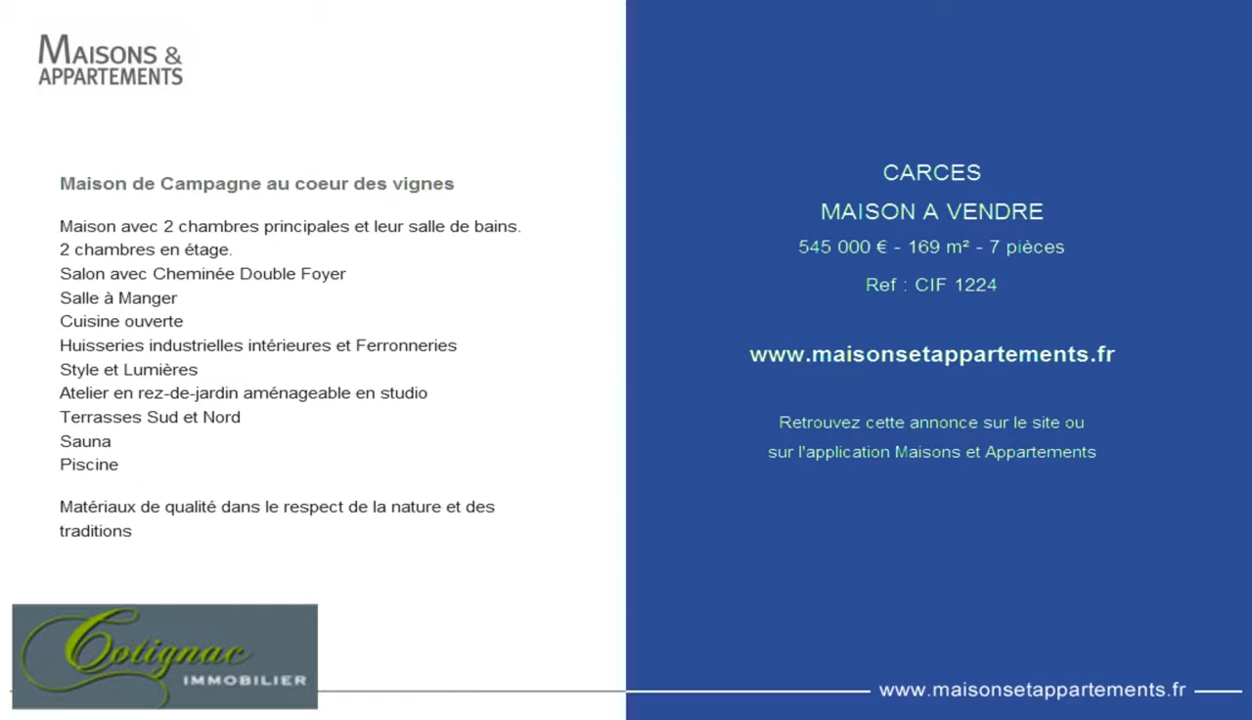 MAISONS &
APPARTEMENTS
Maison de Campagne au coeur des vignes
Maison avec 2 chambres principales et leur salle de bains.
2 chambres en étage.
Salon avec Cheminée Double Foyer
Salle à Manger
Cuisine ouverte
Huisseries industrielles intérieures et Ferronneries
Style et Lumières
Atelier en rez-de-jardin aménageable en studio
Terrasses Sud et Nord
Sauna
Piscine
Matériaux de qualité dans le respect de la nature et des
traditions
Cotignac
IMMOBILIER
CARCES
MAISON A VENDRE
545 000 € - 169 m² - 7 pièces
Ref : CIF 1224
www.maisonsetappartements.fr
Retrouvez cette annonce sur le site ou
sur l'application Maisons et Appartements
www.maisonsetappartements.fr